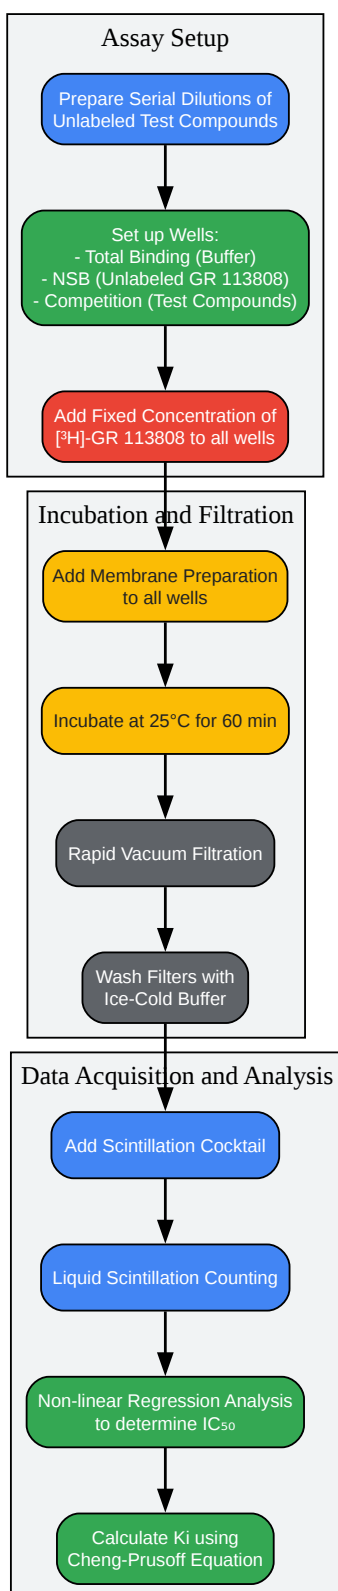 Assay Setup
Prepare Serial Dilutions of
Unlabeled Test Compounds
Set up Wells:
- Total Binding (Buffer)
- NSB (Unlabeled GR 113808)
- Competition (Test Compounds)
Add Fixed Concentration of
[³H]-GR 113808 to all wells
Incubation and Filtration
Add Membrane Preparation
to all wells
Incubate at 25°C for 60 min
Rapid Vacuum Filtration
Wash Filters with
Ice-Cold Buffer
Data Acquisition and Analysis
Add Scintillation Cocktail
Liquid Scintillation Counting
Non-linear Regression Analysis
to determine IC₅₀
Calculate Ki using
Cheng-Prusoff Equation